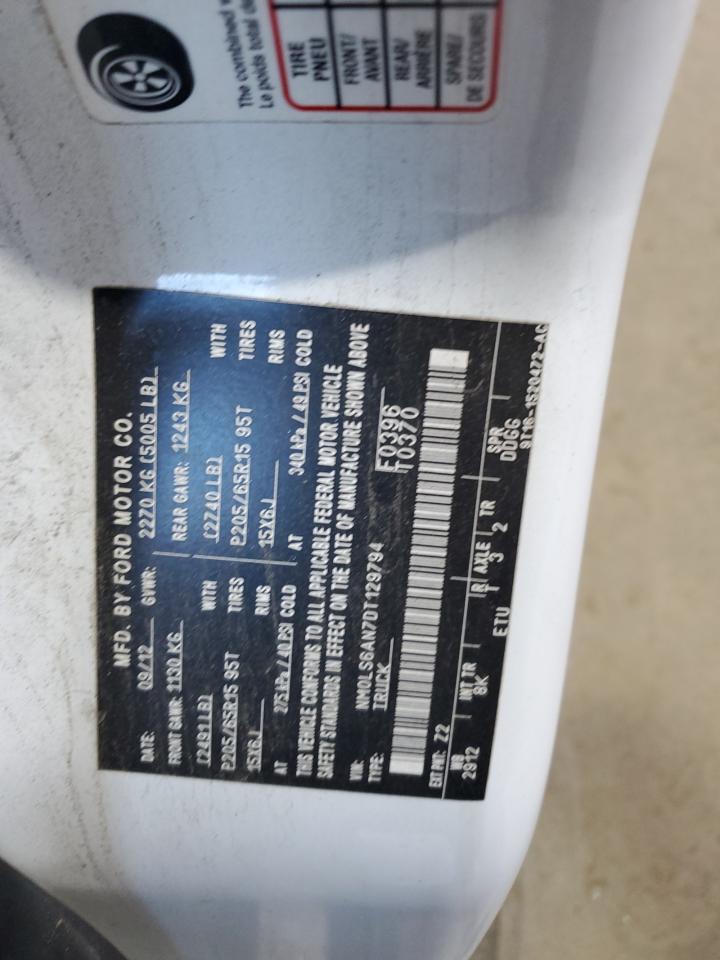 MFD. BY FORD MOTOR CO.
DATE: 09/12 GVWR: 2270 KG (5005 LB)
FRONT GAWR: 1130 KG REAR GAWR: 1243 KG
(2491 LB) WITH (2740 LB) WITH
P205/65R15 95T TIRES P205/65R15 95T TIRES
15X6J RIMS 15X6J RIMS
AT 275 kPa / 40 PSI COLD AT 340 kPa / 49 PSI COLD
THIS VEHICLE CONFORMS TO ALL APPLICABLE FEDERAL MOTOR VEHICLE
SAFETY STANDARDS IN EFFECT ON THE DATE OF MANUFACTURE SHOWN ABOVE
VIN: NM0LS6AN7DT129794 F0396
TYPE: TRUCK T0370
EXT PNT: Z2
WB INT TR R AXLE TR SPR
2912 8K ETU 1 3 2 DDGG
9T16-1520472-AC
The combined
Le poids total
TIRE
PNEU
FRONT/
AVANT
REAR/
ARRIÈRE
SPARE/
DE SECOURS